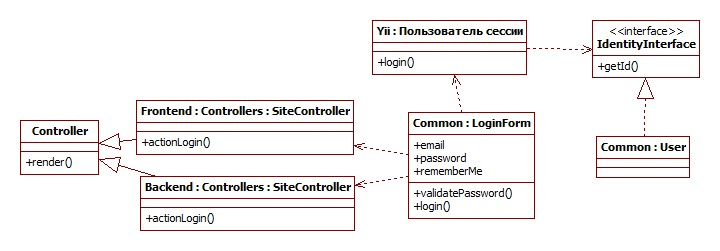 Yii : Пользователь сессии
+login()
<<interface>>
IdentityInterface
+getId()
Frontend : Controllers : SiteController
+actionLogin()
Controller
+render()
Common : LoginForm
+email
+password
+rememberMe
+validatePassword()
+login()
Common : User
Backend : Controllers : SiteController
+actionLogin()